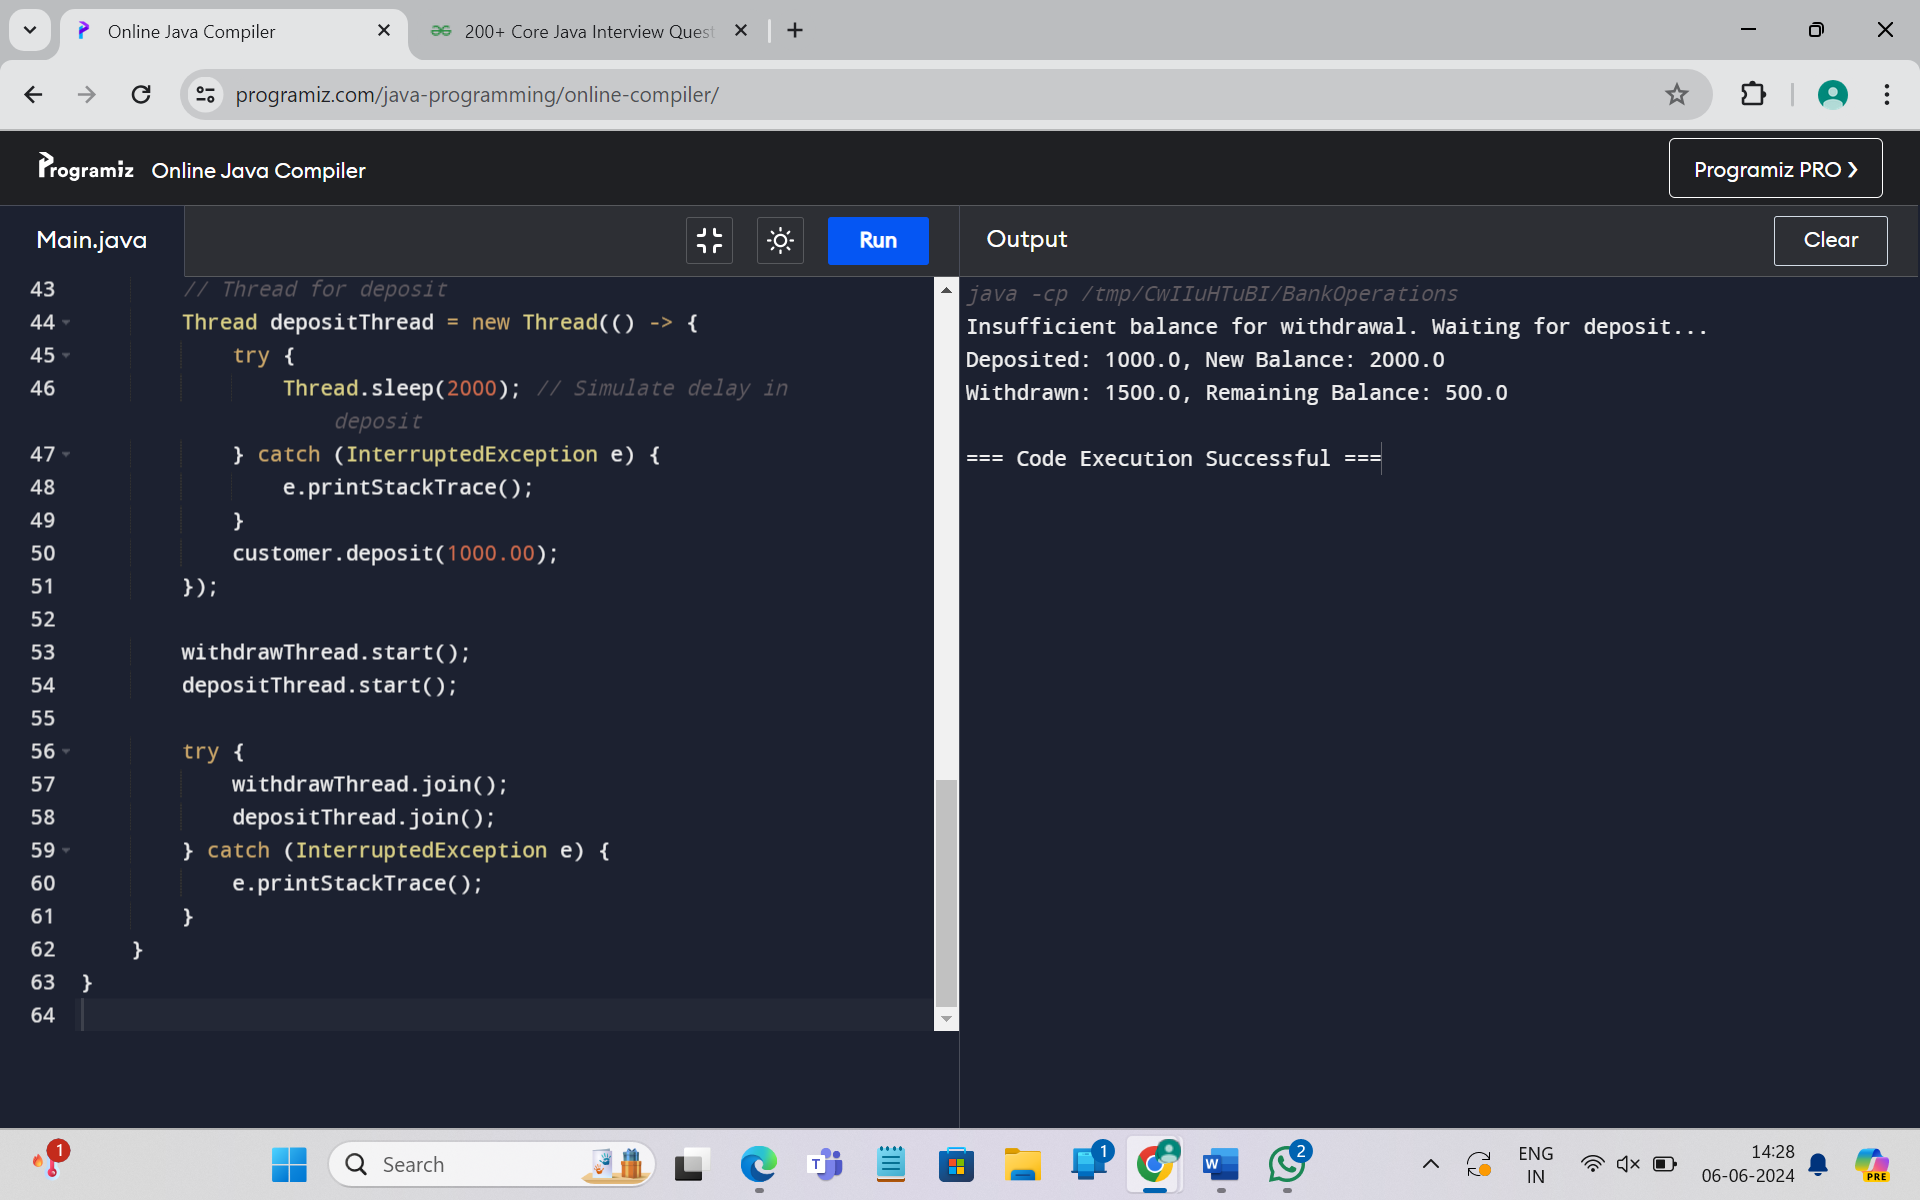 Online Java Compiler
200+ Core Java Interview Quest
programiz.com/java-programming/online-compiler/
Programiz Online Java Compiler
Programiz PRO ❯
Main.java
Run
Output
Clear
43 // Thread for deposit
44 Thread depositThread = new Thread(() -> {
45 try {
46 Thread.sleep(2000); // Simulate delay in
deposit
47 } catch (InterruptedException e) {
48 e.printStackTrace();
49 }
50 customer.deposit(1000.00);
51 });
52
53 withdrawThread.start();
54 depositThread.start();
55
56 try {
57 withdrawThread.join();
58 depositThread.join();
59 } catch (InterruptedException e) {
60 e.printStackTrace();
61 }
62 }
63 }
64
java -cp /tmp/CwIIuHTuBI/BankOperations
Insufficient balance for withdrawal. Waiting for deposit...
Deposited: 1000.0, New Balance: 2000.0
Withdrawn: 1500.0, Remaining Balance: 500.0
=== Code Execution Successful ===
1
Search
T
1
W
2
ENG
IN
14:28
06-06-2024
PRE